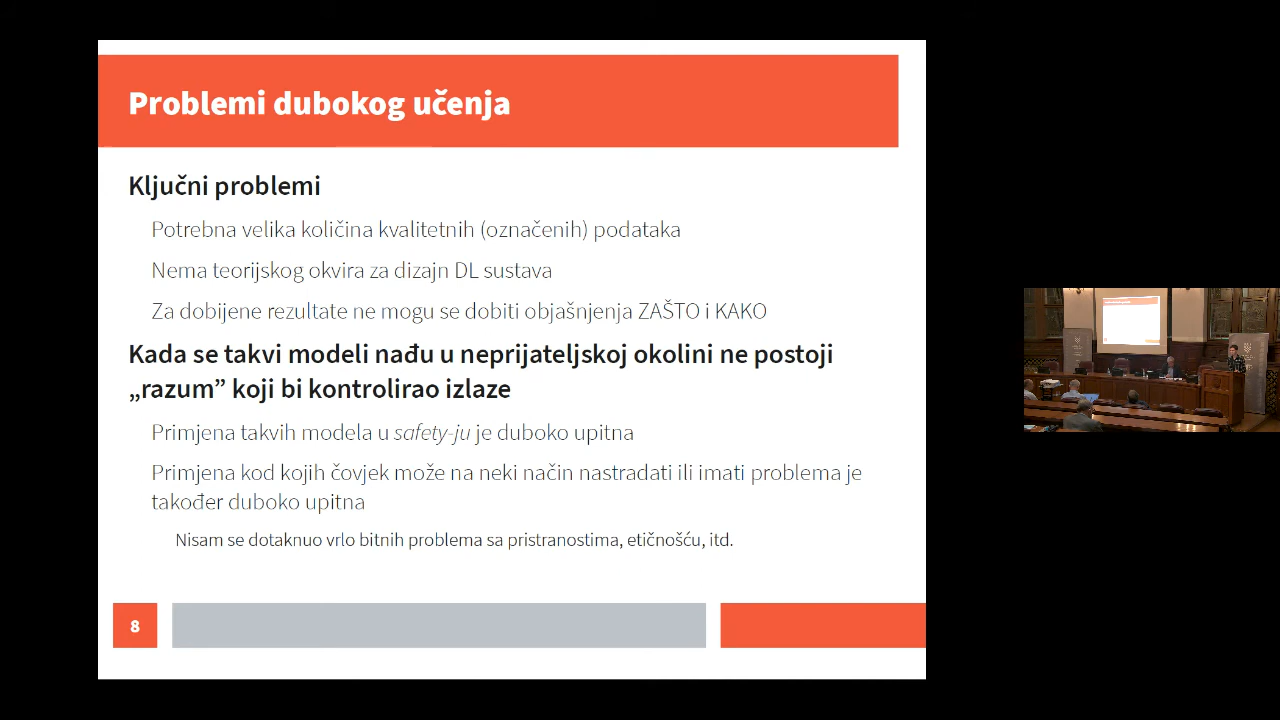 Problemi dubokog učenja
Ključni problemi
Potrebna velika količina kvalitetnih (označenih) podataka
Nema teorijskog okvira za dizajn DL sustava
Za dobijene rezultate ne mogu se dobiti objašnjenja ZAŠTO i KAKO
Kada se takvi modeli nađu u neprijateljskoj okolini ne postoji
„razum” koji bi kontrolirao izlaze
Primjena takvih modela u safety-ju je duboko upitna
Primjena kod kojih čovjek može na neki način nastradati ili imati problema je
također duboko upitna
Nisam se dotaknuo vrlo bitnih problema sa pristranostima, etičnošću, itd.
8